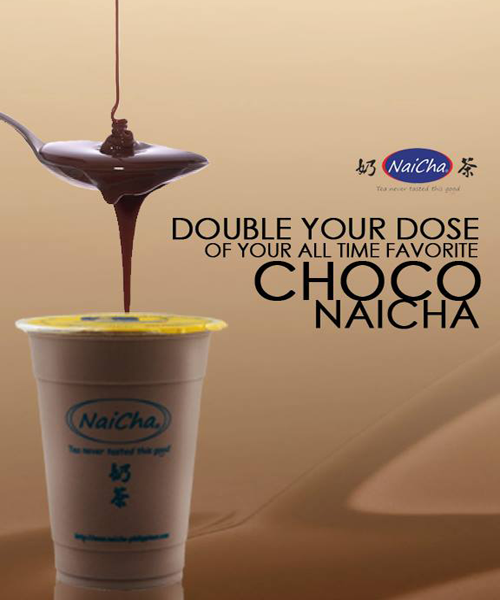 奶 NaiCha 茶
Tea never tasted this good
DOUBLE YOUR DOSE
OF YOUR ALL TIME FAVORITE
CHOCO
NAICHA
NaiCha
Tea never tasted this good
奶
茶